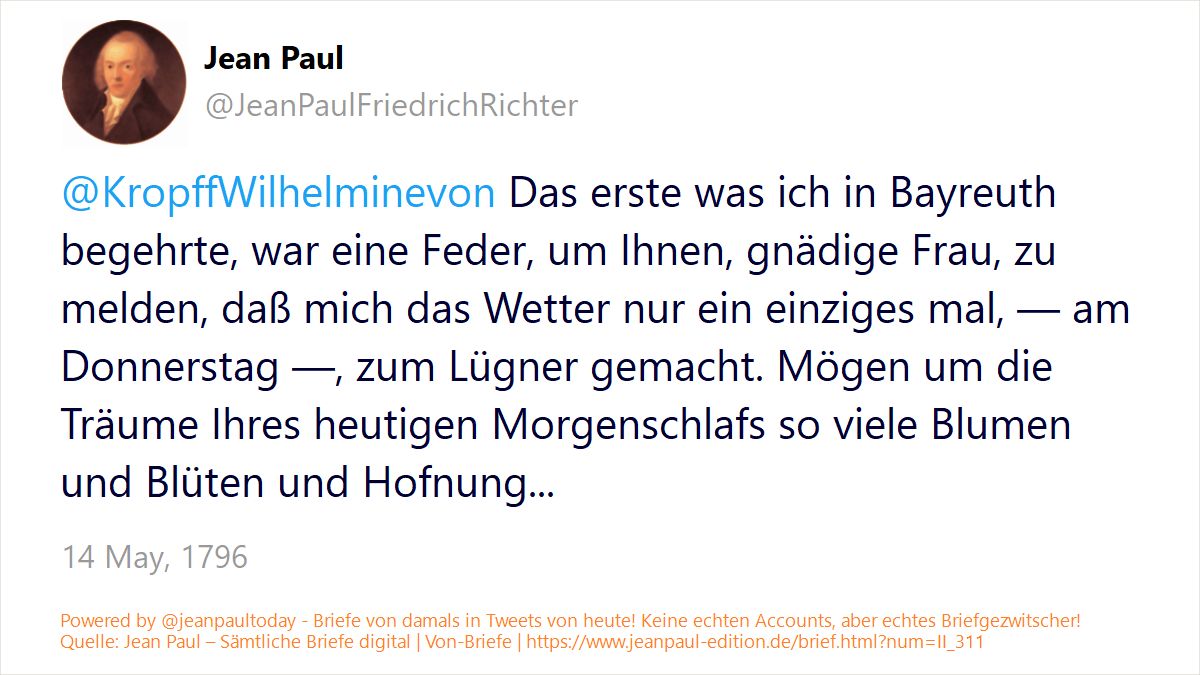 Jean Paul
@JeanPaulFriedrichRichter
@KropffWilhelminevon Das erste was ich in Bayreuth
begehrte, war eine Feder, um Ihnen, gnädige Frau, zu
melden, daß mich das Wetter nur ein einziges mal, — am
Donnerstag —, zum Lügner gemacht. Mögen um die
Träume Ihres heutigen Morgenschlafs so viele Blumen
und Blüten und Hofnung...
14 May, 1796
Powered by @jeanpaultoday - Briefe von damals in Tweets von heute! Keine echten Accounts, aber echtes Briefgezwitscher!
Quelle: Jean Paul – Sämtliche Briefe digital | Von-Briefe | https://www.jeanpaul-edition.de/brief.html?num=II_311